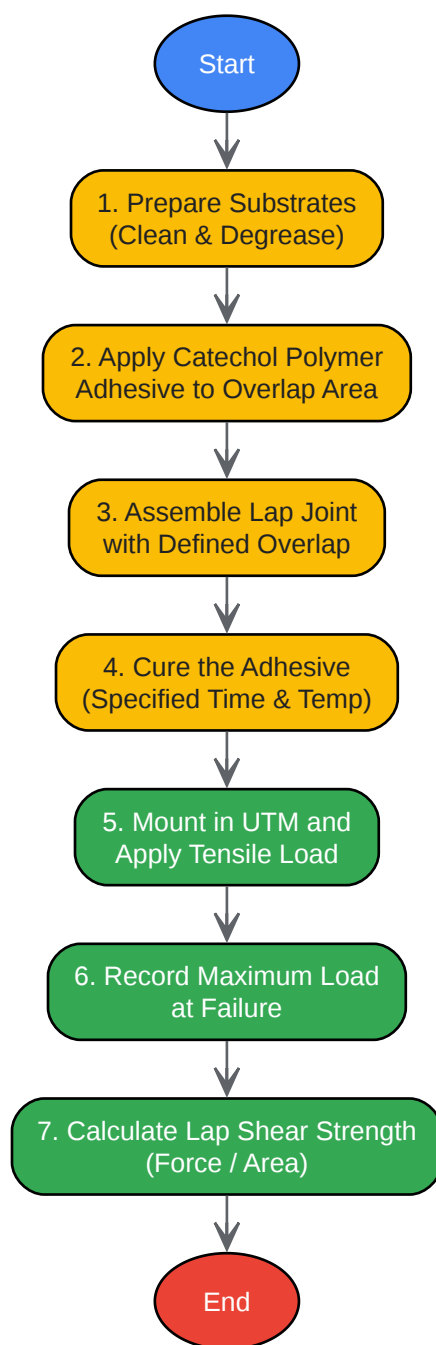 Start
1. Prepare Substrates
(Clean & Degrease)
2. Apply Catechol Polymer
Adhesive to Overlap Area
3. Assemble Lap Joint
with Defined Overlap
4. Cure the Adhesive
(Specified Time & Temp)
5. Mount in UTM and
Apply Tensile Load
6. Record Maximum Load
at Failure
7. Calculate Lap Shear Strength
(Force / Area)
End